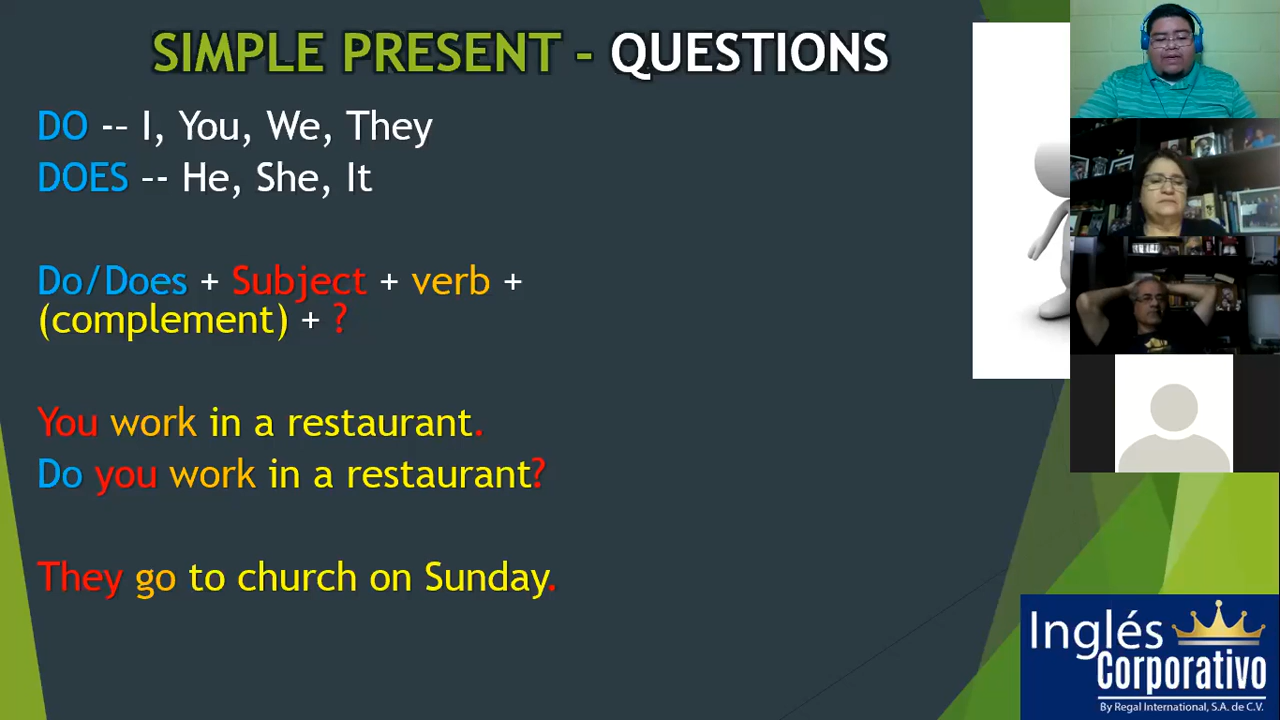 SIMPLE PRESENT - QUESTIONS
DO -- I, You, We, They
DOES -- He, She, It
Do/Does + Subject + verb +
(complement) + ?
You work in a restaurant.
Do you work in a restaurant?
They go to church on Sunday.
Inglés
Corporativo
By Regal International, S.A. de C.V.